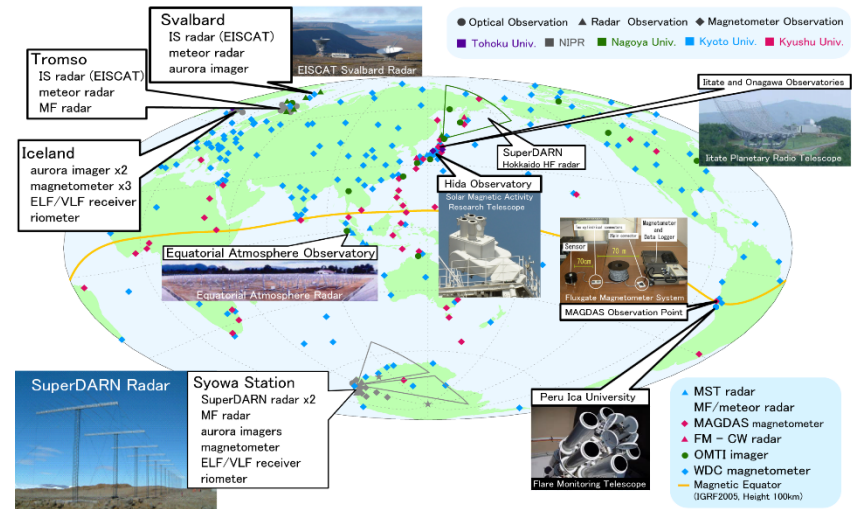 Svalbard
IS radar (EISCAT)
meteor radar
aurora imager
EISCAT Svalbard Radar
Optical Observation
Radar Observation
Magnetometer Observation
Tohoku Univ.
NIPR
Nagoya Univ.
Kyoto Univ.
Kyushu Univ.
Tromso
IS radar (EISCAT)
meteor radar
MF radar
Iitate and Onagawa Observatories
Iitate Planetary Radio Telescope
Iceland
aurora imager x2
magnetometer x3
ELF/VLF receiver
riometer
SuperDARN
Hokkaido HF radar
Hida Observatory
Solar Magnetic Activity
Research Telescope
Equatorial Atmosphere Observatory
Equatorial Atmosphere Radar
Sensor
70cm
70 m
Magnetometer
and
Data Logger
Fluxgate Magnetometer System
MAGDAS Observation Point
SuperDARN Radar
Syowa Station
SuperDARN radar x2
MF radar
aurora imagers
magnetometer
ELF/VLF receiver
riometer
Peru Ica University
Flare Monitoring Telescope
MST radar
MF/meteor radar
MAGDAS magnetometer
FM - CW radar
OMTI imager
WDC magnetometer
Magnetic Equator
(IGRF2005, Height 100km)